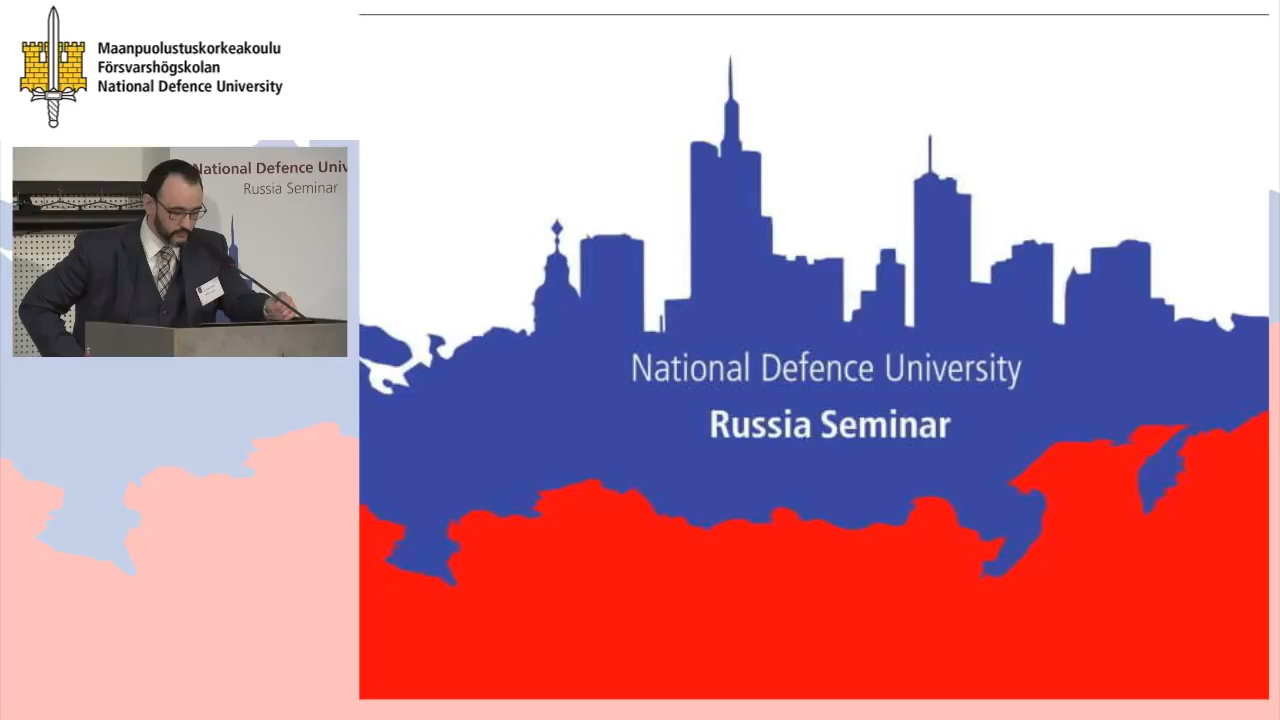 Maanpuolustuskorkeakoulu
Försvarshögskolan
National Defence University
National Defence Univ
Russia Seminar
National Defence University
Russia Seminar